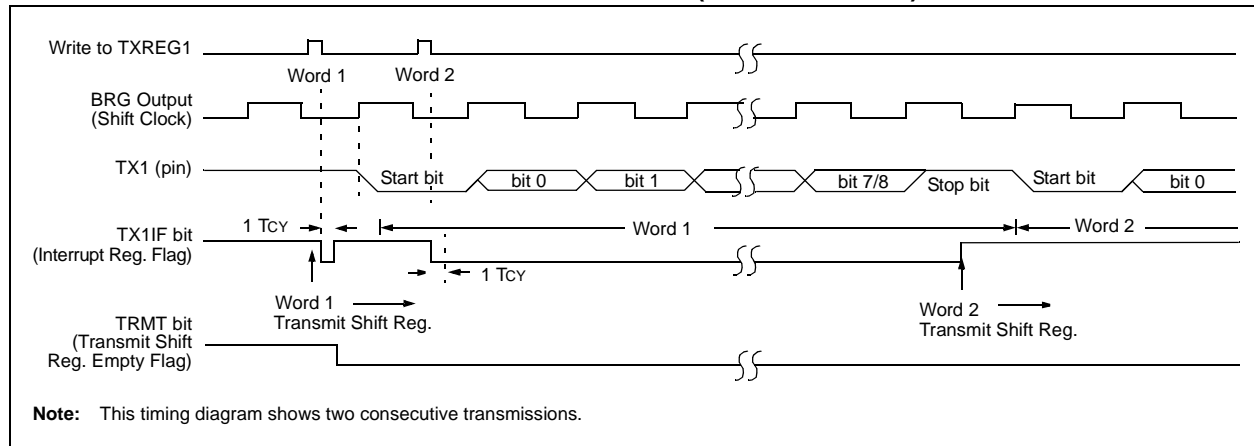 Write to TXREG1
Word 1
Word 2
BRG Output
(Shift Clock)
TX1 (pin)
Start bit
bit 0
bit 1
bit 7/8
Stop bit
Start bit
bit 0
1 TCY
TX1IF bit
(Interrupt Reg. Flag)
Word 1
Word 2
1 TCY
Word 1
Transmit Shift Reg.
Word 2
Transmit Shift Reg.
TRMT bit
(Transmit Shift
Reg. Empty Flag)
Note: This timing diagram shows two consecutive transmissions.